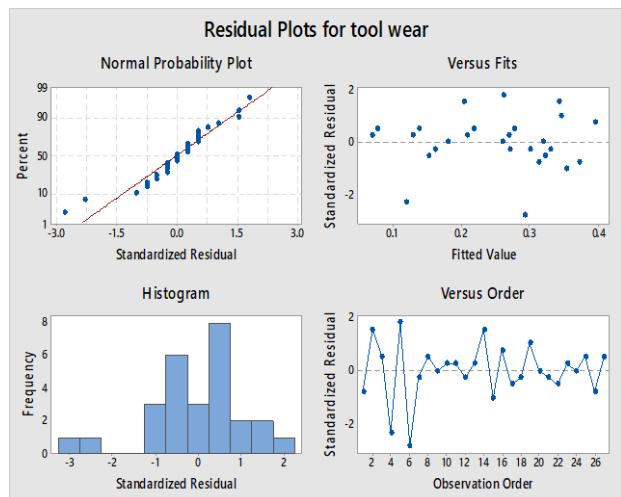 Residual Plots for tool wear
Normal Probability Plot
Percent
99
90
50
10
1
-3.0 -1.5 0.0 1.5 3.0
Standardized Residual
Versus Fits
Standardized Residual
2
0
-2
0.1 0.2 0.3 0.4
Fitted Value
Histogram
Frequency
8
6
4
2
0
-3 -2 -1 0 1 2
Standardized Residual
Versus Order
Standardized Residual
2
0
-2
2 4 6 8 10 12 14 16 18 20 22 24 26
Observation Order